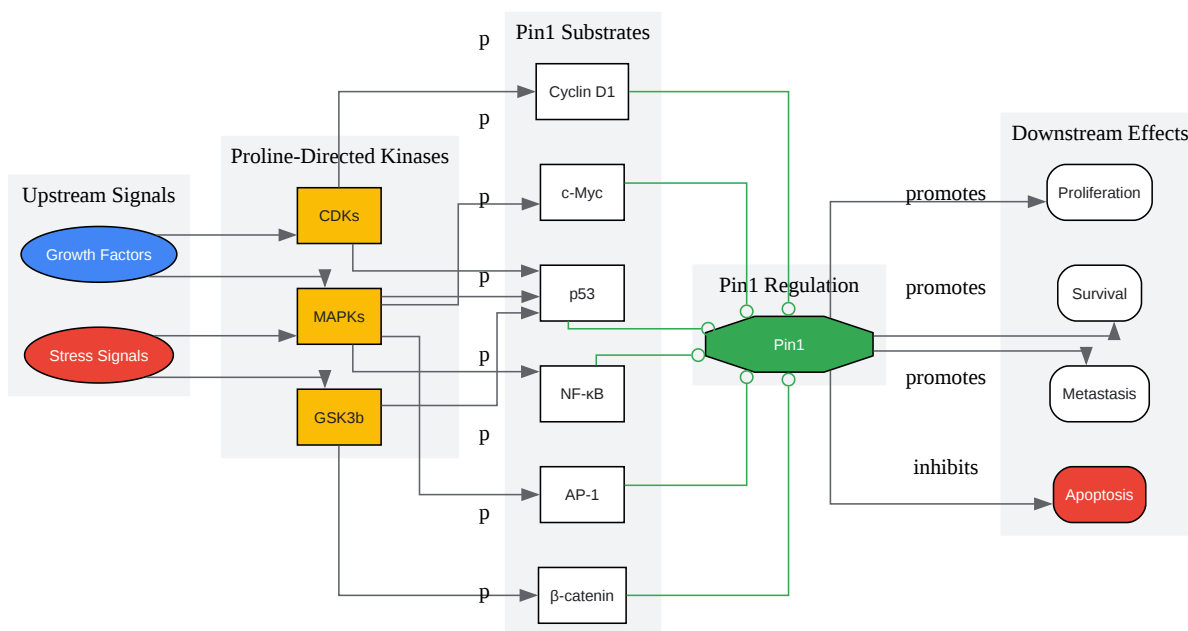 Upstream Signals
Growth Factors
Stress Signals
Proline-Directed Kinases
CDKs
MAPKs
GSK3b
p
p
p
p
p
p
p
p
Pin1 Substrates
Cyclin D1
c-Myc
p53
NF-κB
AP-1
β-catenin
Pin1 Regulation
Pin1
promotes
promotes
promotes
inhibits
Downstream Effects
Proliferation
Survival
Metastasis
Apoptosis